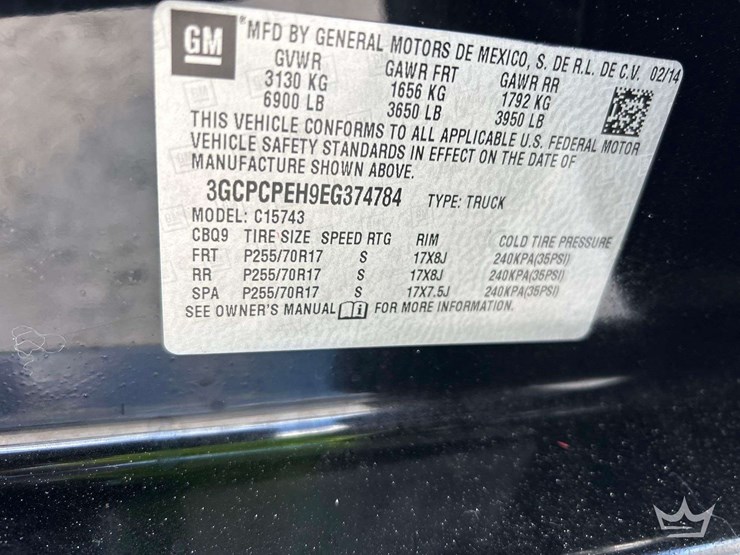 GM
*MFD BY GENERAL MOTORS DE MEXICO, S. DE R.L. DE C.V. 02/14
GVWR GAWR FRT GAWR RR
3130 KG 1656 KG 1792 KG
6900 LB 3650 LB 3950 LB
THIS VEHICLE CONFORMS TO ALL APPLICABLE U.S. FEDERAL MOTOR
VEHICLE SAFETY STANDARDS IN EFFECT ON THE DATE OF
MANUFACTURE SHOWN ABOVE.
3GCPCPEH9EG374784 TYPE: TRUCK
MODEL: C15743
CBQ9 TIRE SIZE SPEED RTG RIM COLD TIRE PRESSURE
FRT P255/70R17 S 17X8J 240KPA(35PSI)
RR P255/70R17 S 17X8J 240KPA(35PSI)
SPA P255/70R17 S 17X7.5J 240KPA(35PSI)
SEE OWNER'S MANUAL i FOR MORE INFORMATION.